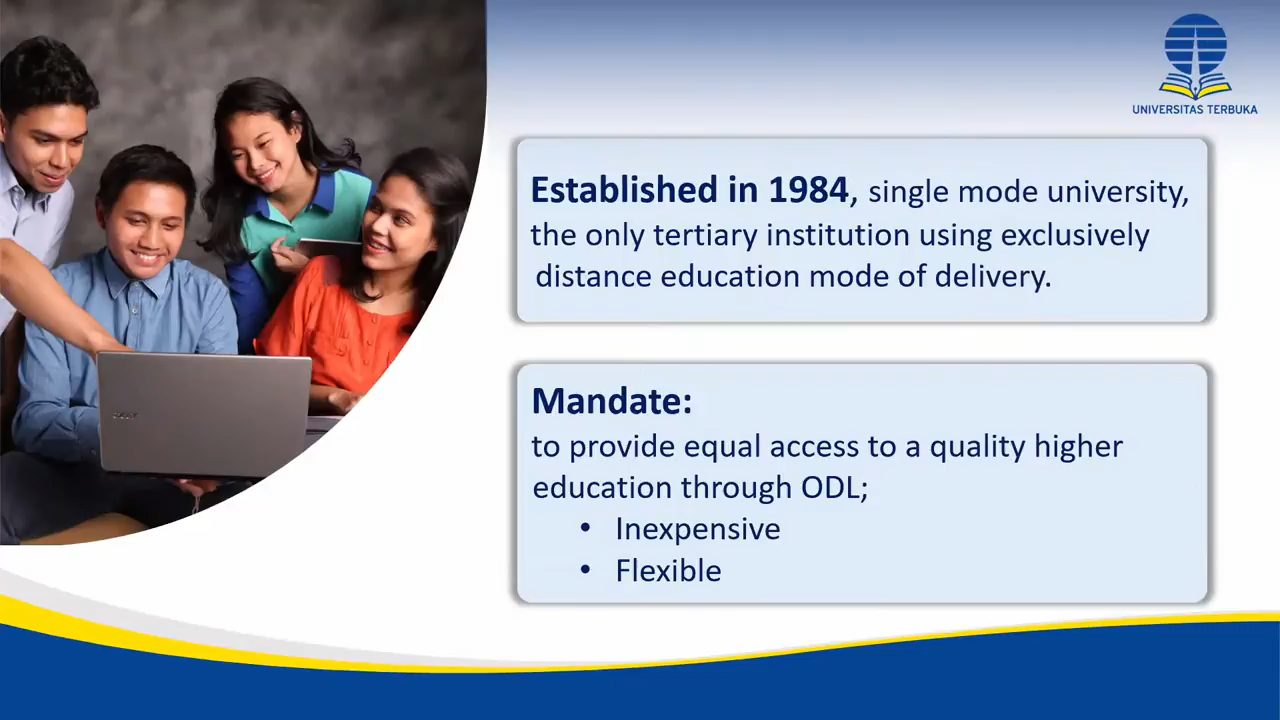 UNIVERSITAS TERBUKA
Established in 1984, single mode university,
the only tertiary institution using exclusively
distance education mode of delivery.
Mandate:
to provide equal access to a quality higher
education through ODL;
• Inexpensive
• Flexible
acer